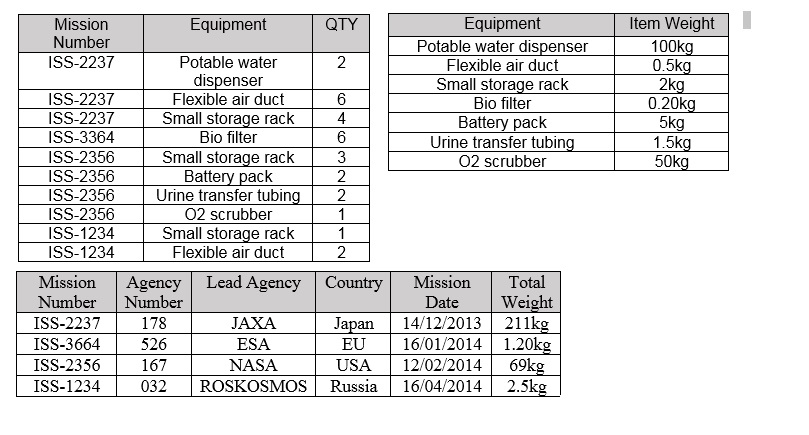 Mission Number Equipment QTY
ISS-2237 Potable water dispenser 2
ISS-2237 Flexible air duct 6
ISS-2237 Small storage rack 4
ISS-3364 Bio filter 6
ISS-2356 Small storage rack 3
ISS-2356 Battery pack 2
ISS-2356 Urine transfer tubing 2
ISS-2356 O2 scrubber 1
ISS-1234 Small storage rack 1
ISS-1234 Flexible air duct 2
Equipment Item Weight
Potable water dispenser 100kg
Flexible air duct 0.5kg
Small storage rack 2kg
Bio filter 0.20kg
Battery pack 5kg
Urine transfer tubing 1.5kg
O2 scrubber 50kg
Mission Number Agency Number Lead Agency Country Mission Date Total Weight
ISS-2237 178 JAXA Japan 14/12/2013 211kg
ISS-3664 526 ESA EU 16/01/2014 1.20kg
ISS-2356 167 NASA USA 12/02/2014 69kg
ISS-1234 032 ROSKOSMOS Russia 16/04/2014 2.5kg